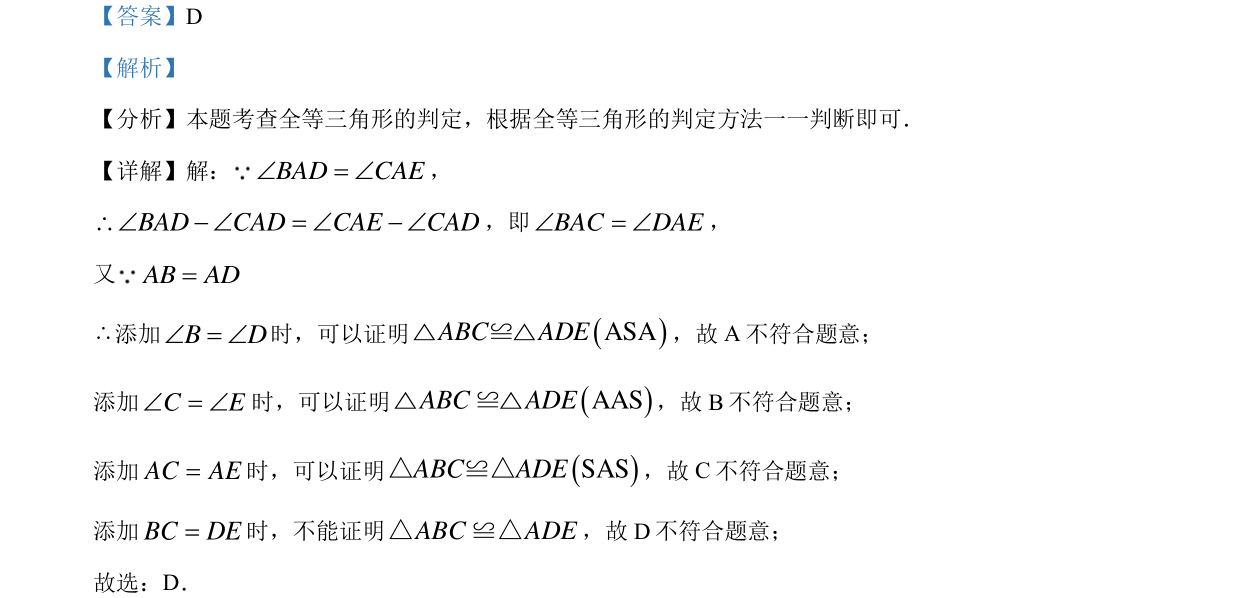 【答案】D
【解析】
【分析】本题考查全等三角形的判定，根据全等三角形的判定方法一一判断即可．
【详解】解：∵∠BAD = ∠CAE，
∴∠BAD − ∠CAD = ∠CAE − ∠CAD，即∠BAC = ∠DAE，
又∵AB = AD
∴添加∠B = ∠D时，可以证明△ABC≌△ADE(ASA)，故 A 不符合题意；
添加∠C = ∠E时，可以证明△ABC≌△ADE(AAS)，故 B 不符合题意；
添加AC = AE时，可以证明△ABC≌△ADE(SAS)，故 C 不符合题意；
添加BC = DE时，不能证明△ABC≌△ADE，故 D 不符合题意；
故选：D．